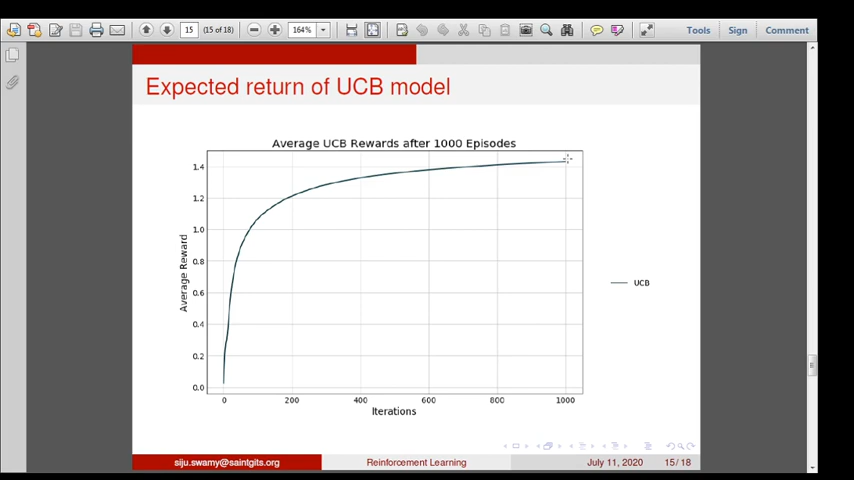 15 (15 of 18) 164% Tools Sign Comment
Expected return of UCB model
Average UCB Rewards after 1000 Episodes
1.4
1.2
1.0
0.8
0.6
0.4
0.2
0.0
Average Reward
0 200 400 600 800 1000
Iterations
UCB
siju.swamy@saintgits.org Reinforcement Learning July 11, 2020 15/18